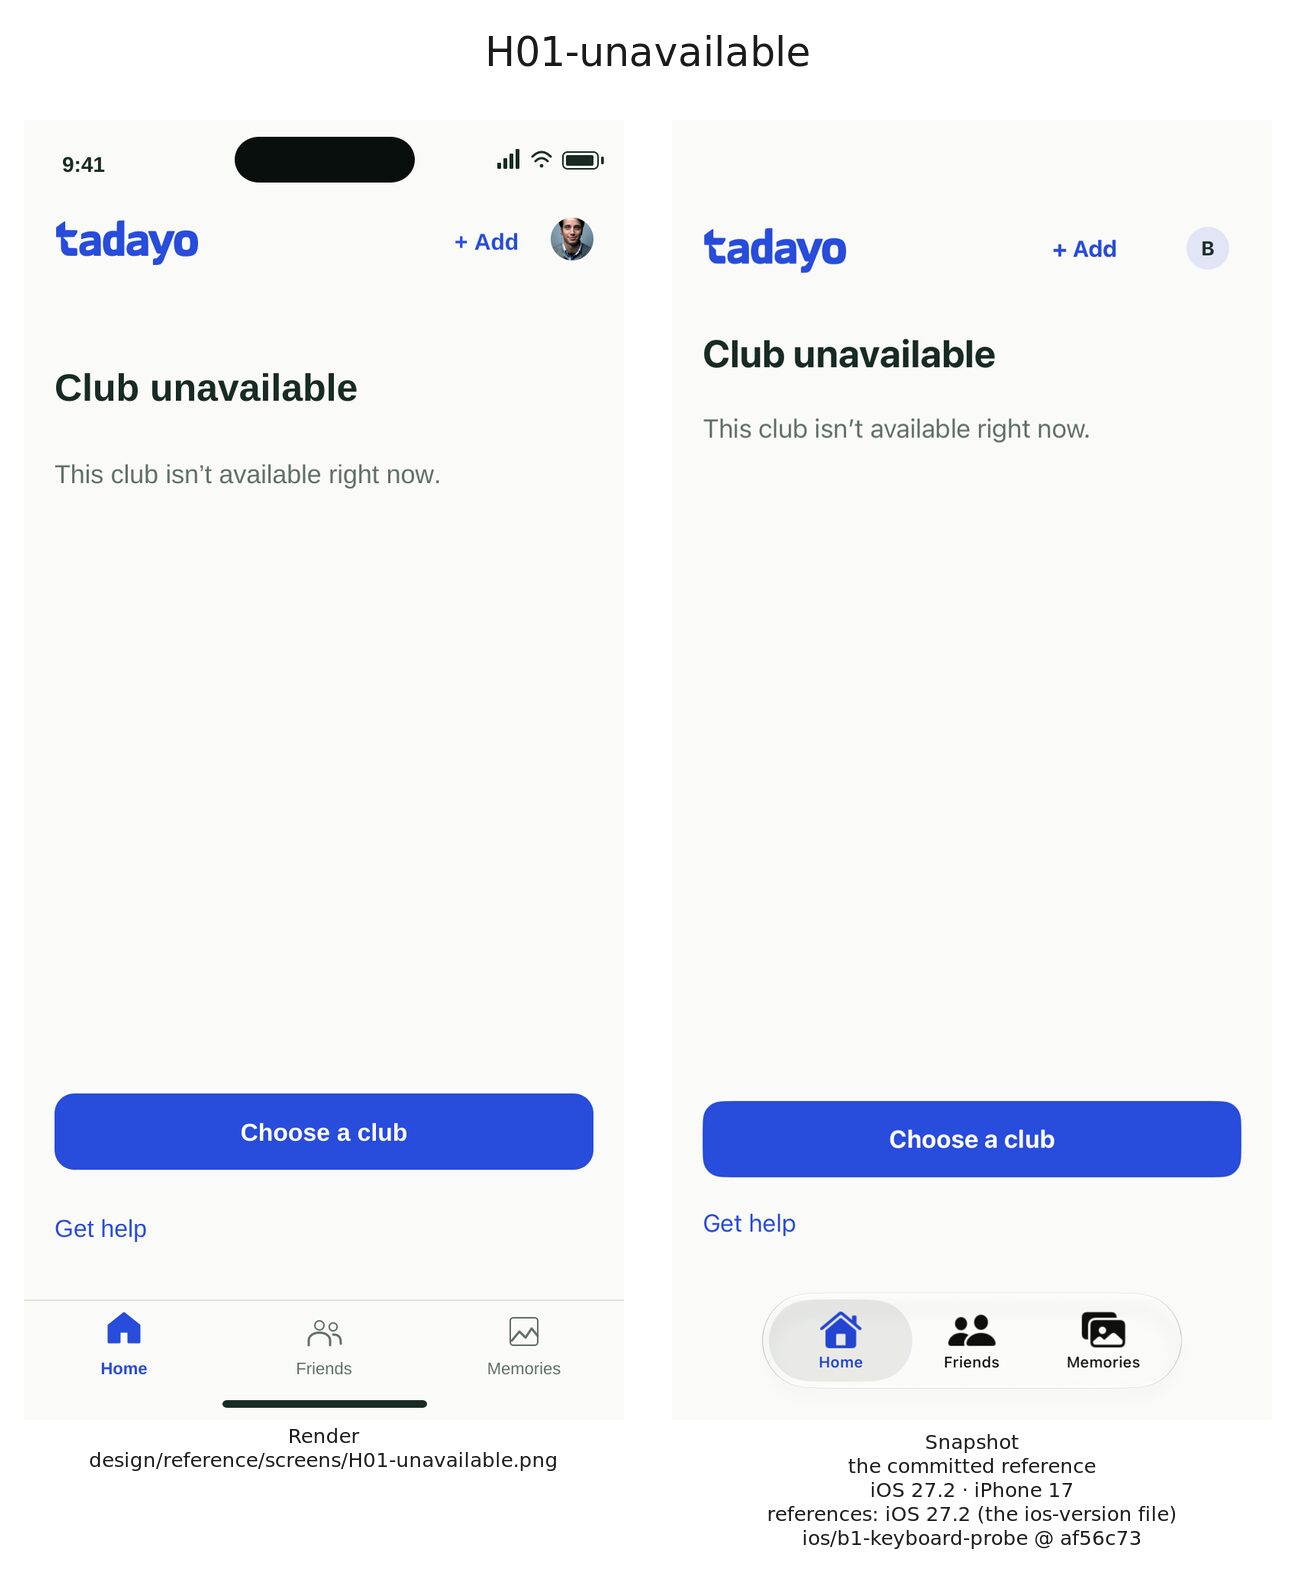 H01-unavailable
9:41
tadayo
+ Add
Club unavailable
This club isn’t available right now.
Choose a club
Get help
Home
Friends
Memories
Render
design/reference/screens/H01-unavailable.png
tadayo
+ Add
B
Club unavailable
This club isn’t available right now.
Choose a club
Get help
Home
Friends
Memories
Snapshot
the committed reference
iOS 27.2 · iPhone 17
references: iOS 27.2 (the ios-version file)
ios/b1-keyboard-probe @ af56c73